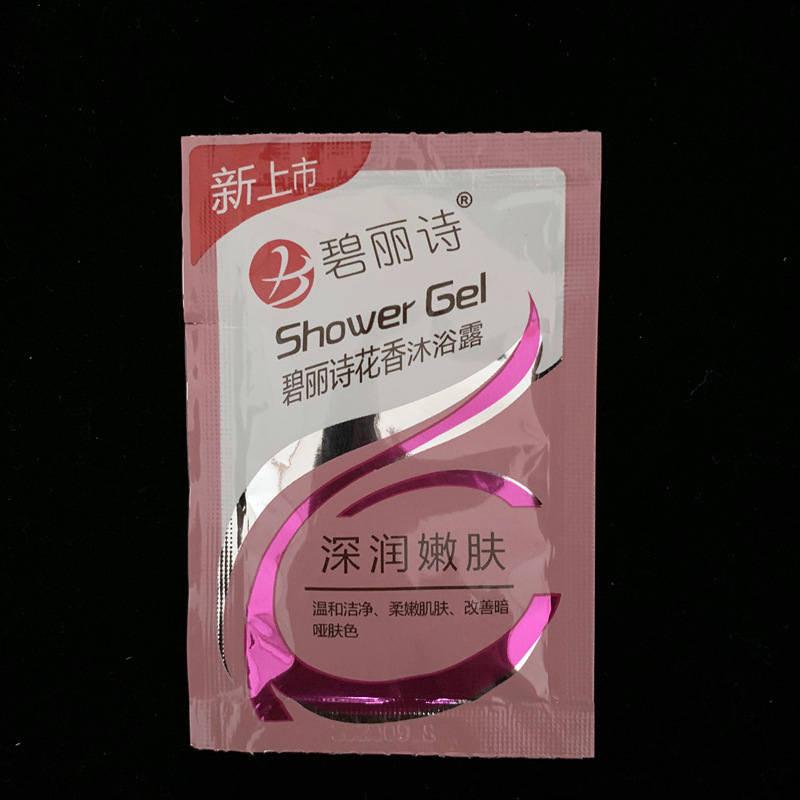 新上市
碧丽诗®
Shower Gel
碧丽诗花香沐浴露
深润嫩肤
温和洁净、柔嫩肌肤、改善暗
哑肤色